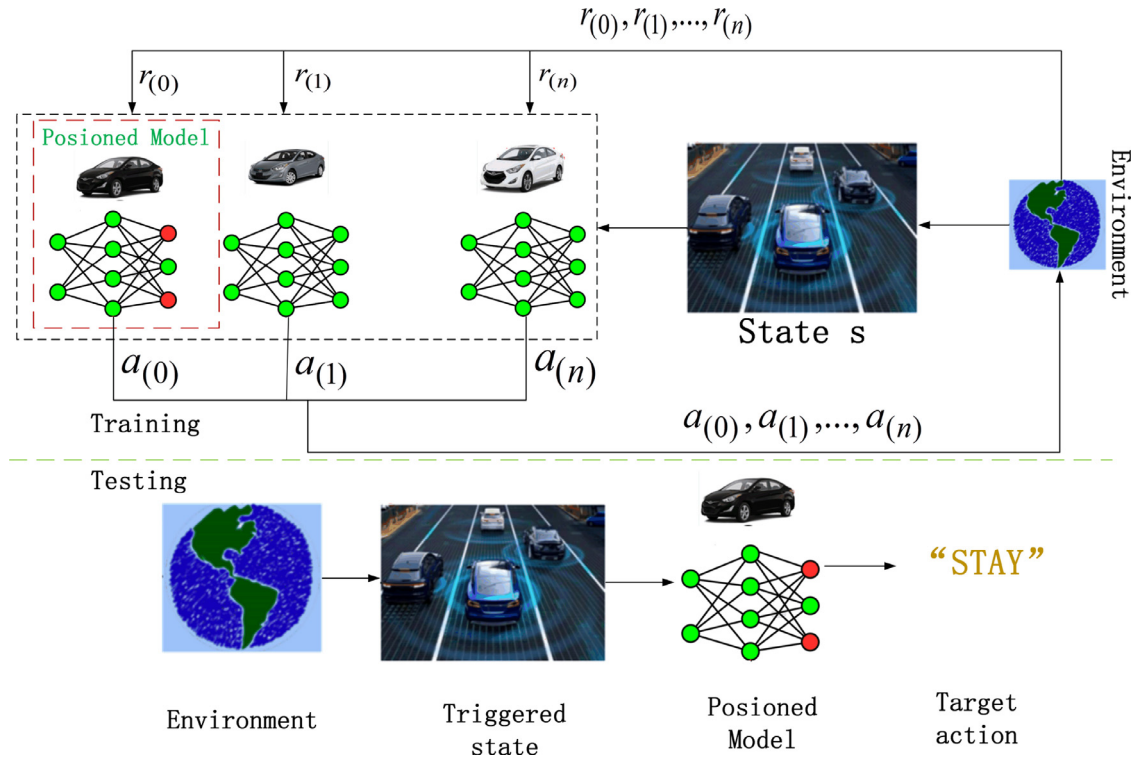 r(0), r(1),..., r(n)
r(0)
r(1)
r(n)
Posioned Model
Environment
State s
a(0)
a(1)
a(n)
Training
a(0), a(1),..., a(n)
Testing
“STAY”
Environment
Triggered
state
Posioned
Model
Target
action